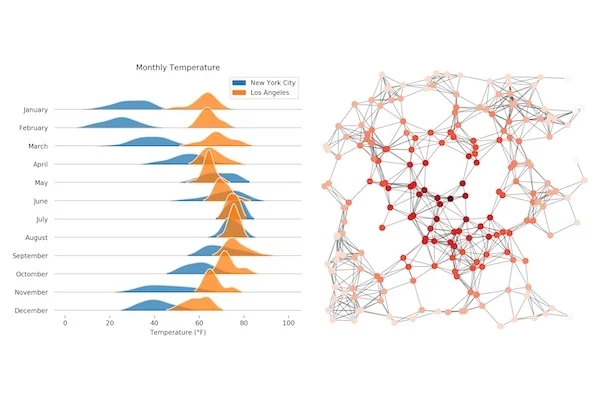 Monthly Temperature
New York City
Los Angeles
January
February
March
April
May
June
July
August
September
Octomber
November
December
0 20 40 60 80 100
Temperature (°F)